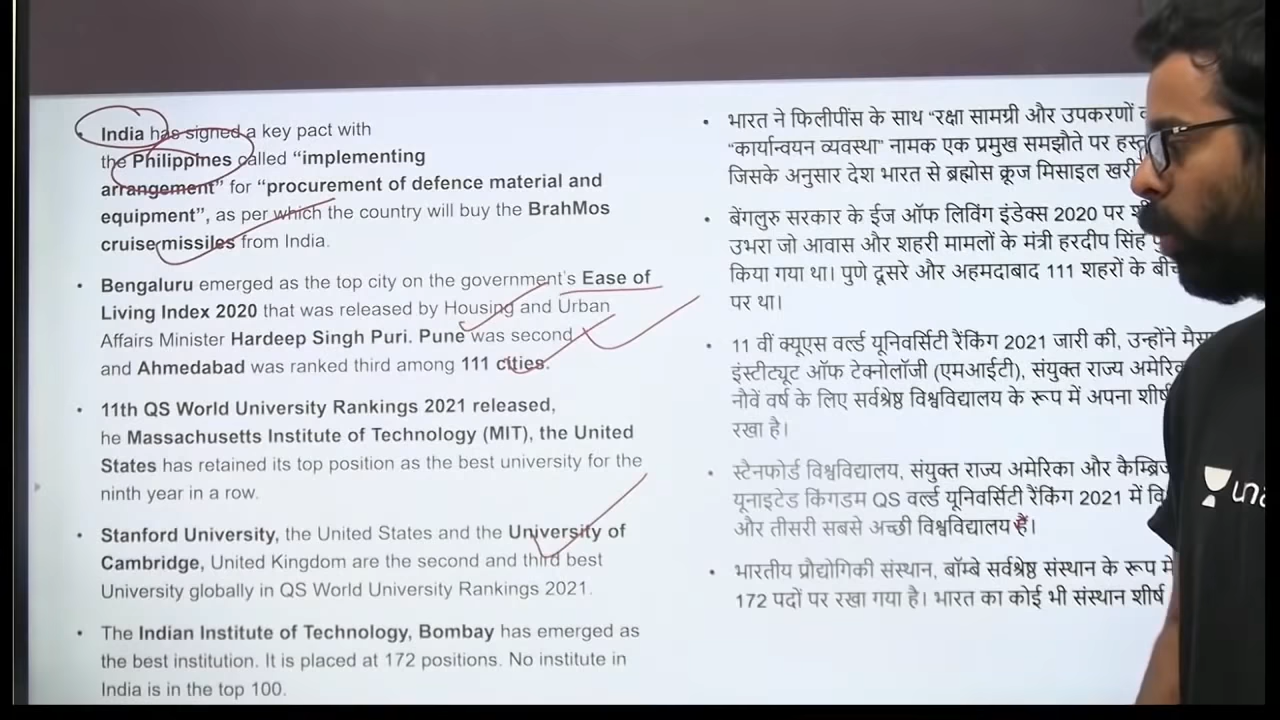 India has signed a key pact with
the Philippines called “implementing
arrangement” for “procurement of defence material and
equipment”, as per which the country will buy the BrahMos
cruise missiles from India.
Bengaluru emerged as the top city on the government's Ease of
Living Index 2020 that was released by Housing and Urban
Affairs Minister Hardeep Singh Puri. Pune was second
and Ahmedabad was ranked third among 111 cities.
11th QS World University Rankings 2021 released,
he Massachusetts Institute of Technology (MIT), the United
States has retained its top position as the best university for the
ninth year in a row.
Stanford University, the United States and the University of
Cambridge, United Kingdom are the second and third best
University globally in QS World University Rankings 2021.
The Indian Institute of Technology, Bombay has emerged as
the best institution. It is placed at 172 positions. No institute in
India is in the top 100.
भारत ने फिलीपींस के साथ “रक्षा सामग्री और उपकरणों
“कार्यान्वयन व्यवस्था” नामक एक प्रमुख समझौते पर
जिसके अनुसार देश भारत से ब्रह्मोस क्रूज मिसाइल
बेंगलुरु सरकार के ईज ऑफ लिविंग इंडेक्स 2020 पर
उभरा जो आवास और शहरी मामलों के मंत्री हरदीप सिंह
किया गया था। पुणे दूसरे और अहमदाबाद 111 शहरों के
पर था।
11 वीं क्यूएस वर्ल्ड यूनिवर्सिटी रैंकिंग 2021 जारी की, उन्होंने
इंस्टीट्यूट ऑफ टेक्नोलॉजी (एमआईटी), संयुक्त राज्य
नौवें वर्ष के लिए सर्वश्रेष्ठ विश्वविद्यालय के रूप में अपना
रखा है।
स्टैनफोर्ड विश्वविद्यालय, संयुक्त राज्य अमेरिका और
यूनाइटेड किंगडम QS वर्ल्ड यूनिवर्सिटी रैंकिंग 2021 में
और तीसरी सबसे अच्छी विश्वविद्यालय हैं।
भारतीय प्रौद्योगिकी संस्थान, बॉम्बे सर्वश्रेष्ठ संस्थान के रूप में
172 पदों पर रखा गया है। भारत का कोई भी संस्थान शीर्ष